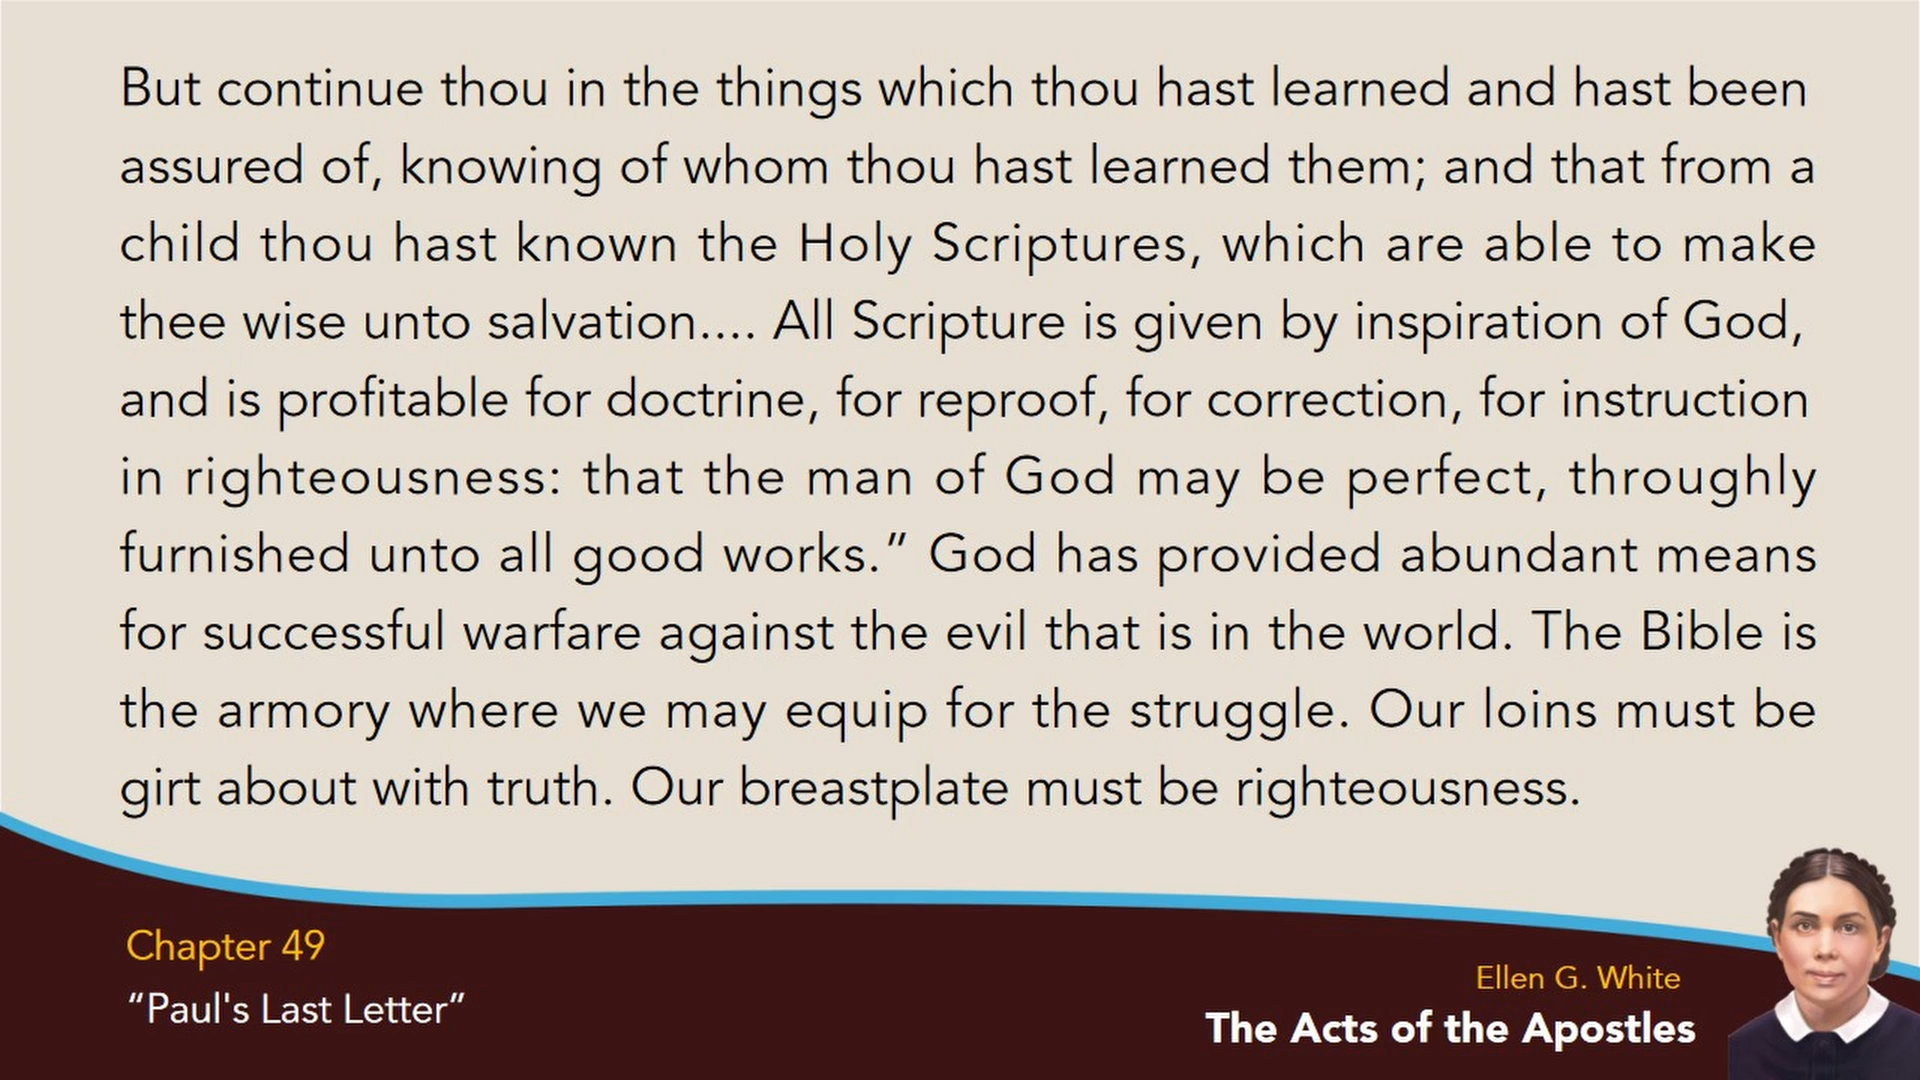 But continue thou in the things which thou hast learned and hast been
assured of, knowing of whom thou hast learned them; and that from a
child thou hast known the Holy Scriptures, which are able to make
thee wise unto salvation.... All Scripture is given by inspiration of God,
and is profitable for doctrine, for reproof, for correction, for instruction
in righteousness: that the man of God may be perfect, throughly
furnished unto all good works.” God has provided abundant means
for successful warfare against the evil that is in the world. The Bible is
the armory where we may equip for the struggle. Our loins must be
girt about with truth. Our breastplate must be righteousness.
Chapter 49
“Paul's Last Letter”
Ellen G. White
The Acts of the Apostles